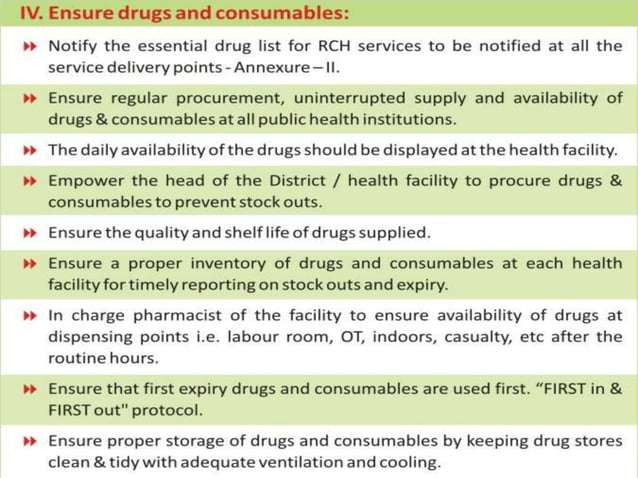 IV. Ensure drugs and consumables:
Notify the essential drug list for RCH services to be notified at all the
service delivery points - Annexure – II.
Ensure regular procurement, uninterrupted supply and availability of
drugs & consumables at all public health institutions.
The daily availability of the drugs should be displayed at the health facility.
Empower the head of the District / health facility to procure drugs &
consumables to prevent stock outs.
Ensure the quality and shelf life of drugs supplied.
Ensure a proper inventory of drugs and consumables at each health
facility for timely reporting on stock outs and expiry.
In charge pharmacist of the facility to ensure availability of drugs at
dispensing points i.e. labour room, OT, indoors, casualty, etc after the
routine hours.
Ensure that first expiry drugs and consumables are used first. “FIRST in &
FIRST out" protocol.
Ensure proper storage of drugs and consumables by keeping drug stores
clean & tidy with adequate ventilation and cooling.